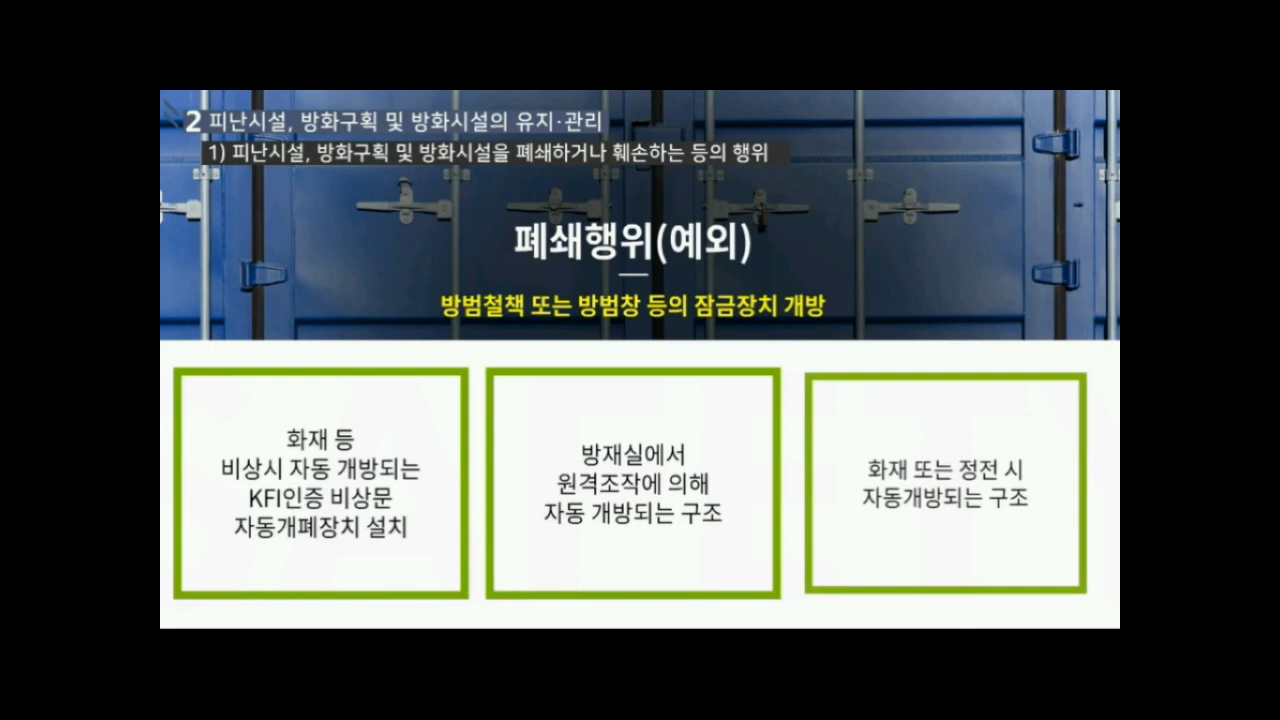 2 피난시설, 방화구획 및 방화시설의 유지·관리
1) 피난시설, 방화구획 및 방화시설을 폐쇄하거나 훼손하는 등의 행위
폐쇄행위(예외)
방범철책 또는 방범창 등의 잠금장치 개방
화재 등
비상시 자동 개방되는
KFI인증 비상문
자동개폐장치 설치
방재실에서
원격조작에 의해
자동 개방되는 구조
화재 또는 정전 시
자동개방되는 구조